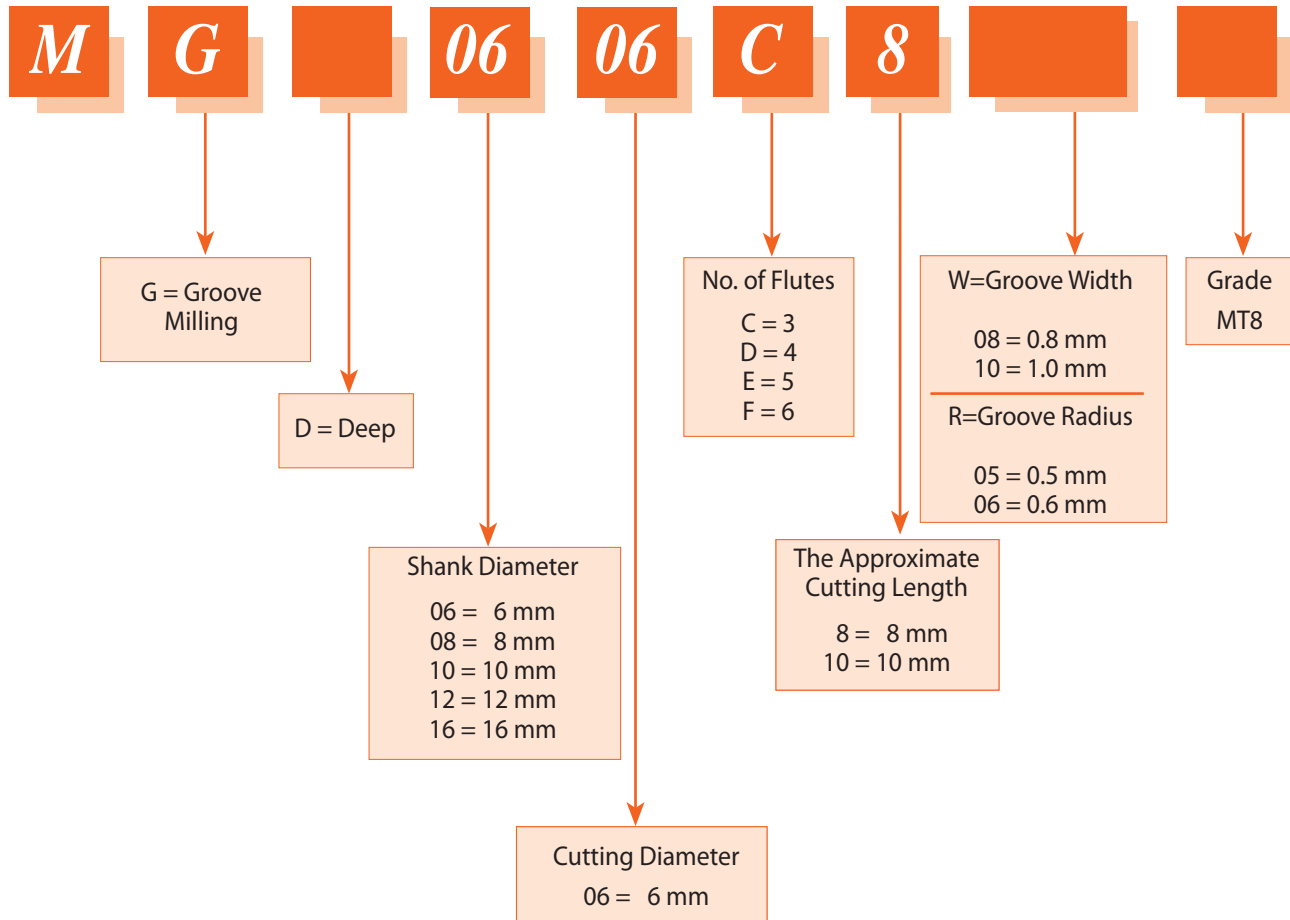 M G 06 06 C 8
G = Groove
Milling
D = Deep
Shank Diameter
06 = 6 mm
08 = 8 mm
10 = 10 mm
12 = 12 mm
16 = 16 mm
Cutting Diameter
06 = 6 mm
No. of Flutes
C = 3
D = 4
E = 5
F = 6
The Approximate
Cutting Length
8 = 8 mm
10 = 10 mm
W=Groove Width
08 = 0.8 mm
10 = 1.0 mm
R=Groove Radius
05 = 0.5 mm
06 = 0.6 mm
Grade
MT8